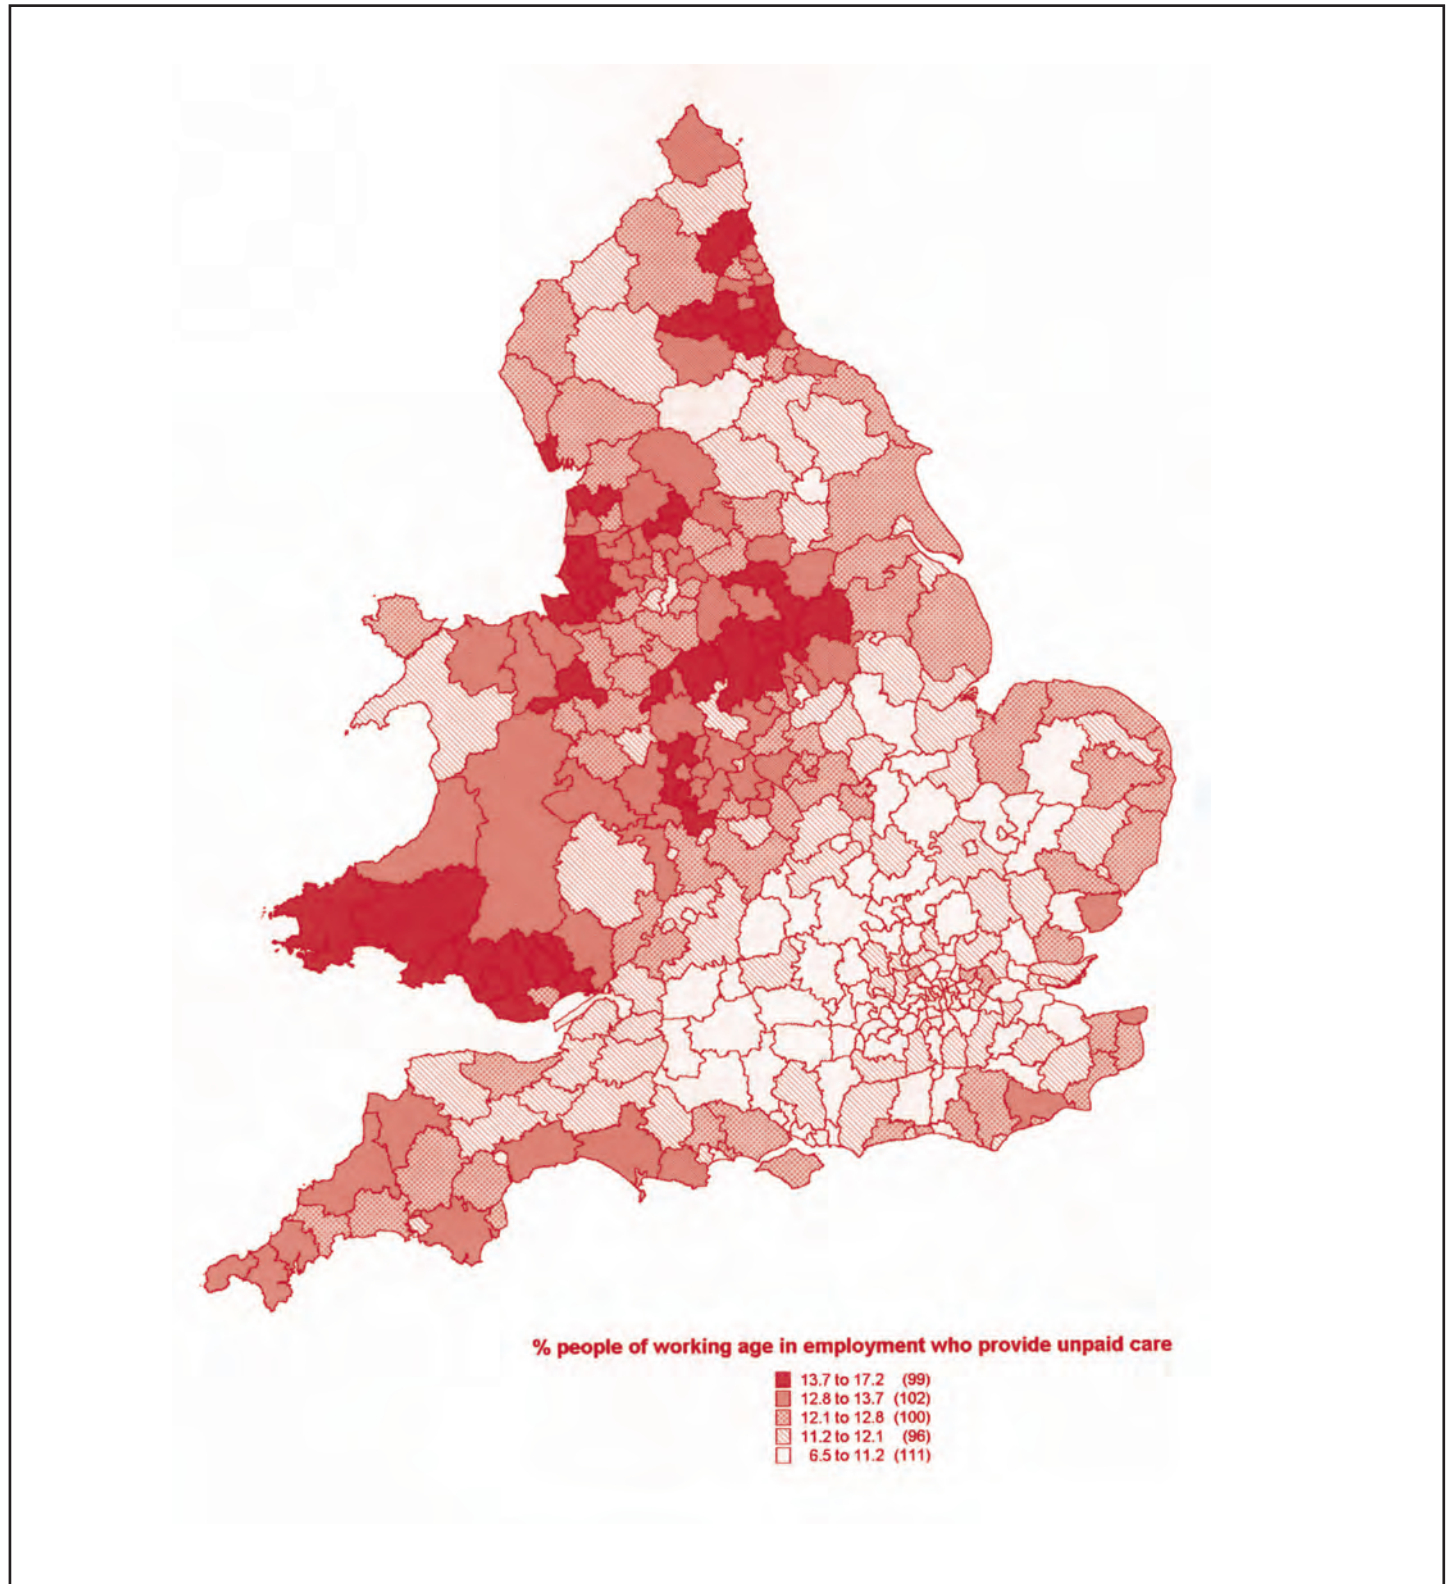 % people of working age in employment who provide unpaid care
13.7 to 17.2 (99)
12.8 to 13.7 (102)
12.1 to 12.8 (100)
11.2 to 12.1 (96)
6.5 to 11.2 (111)